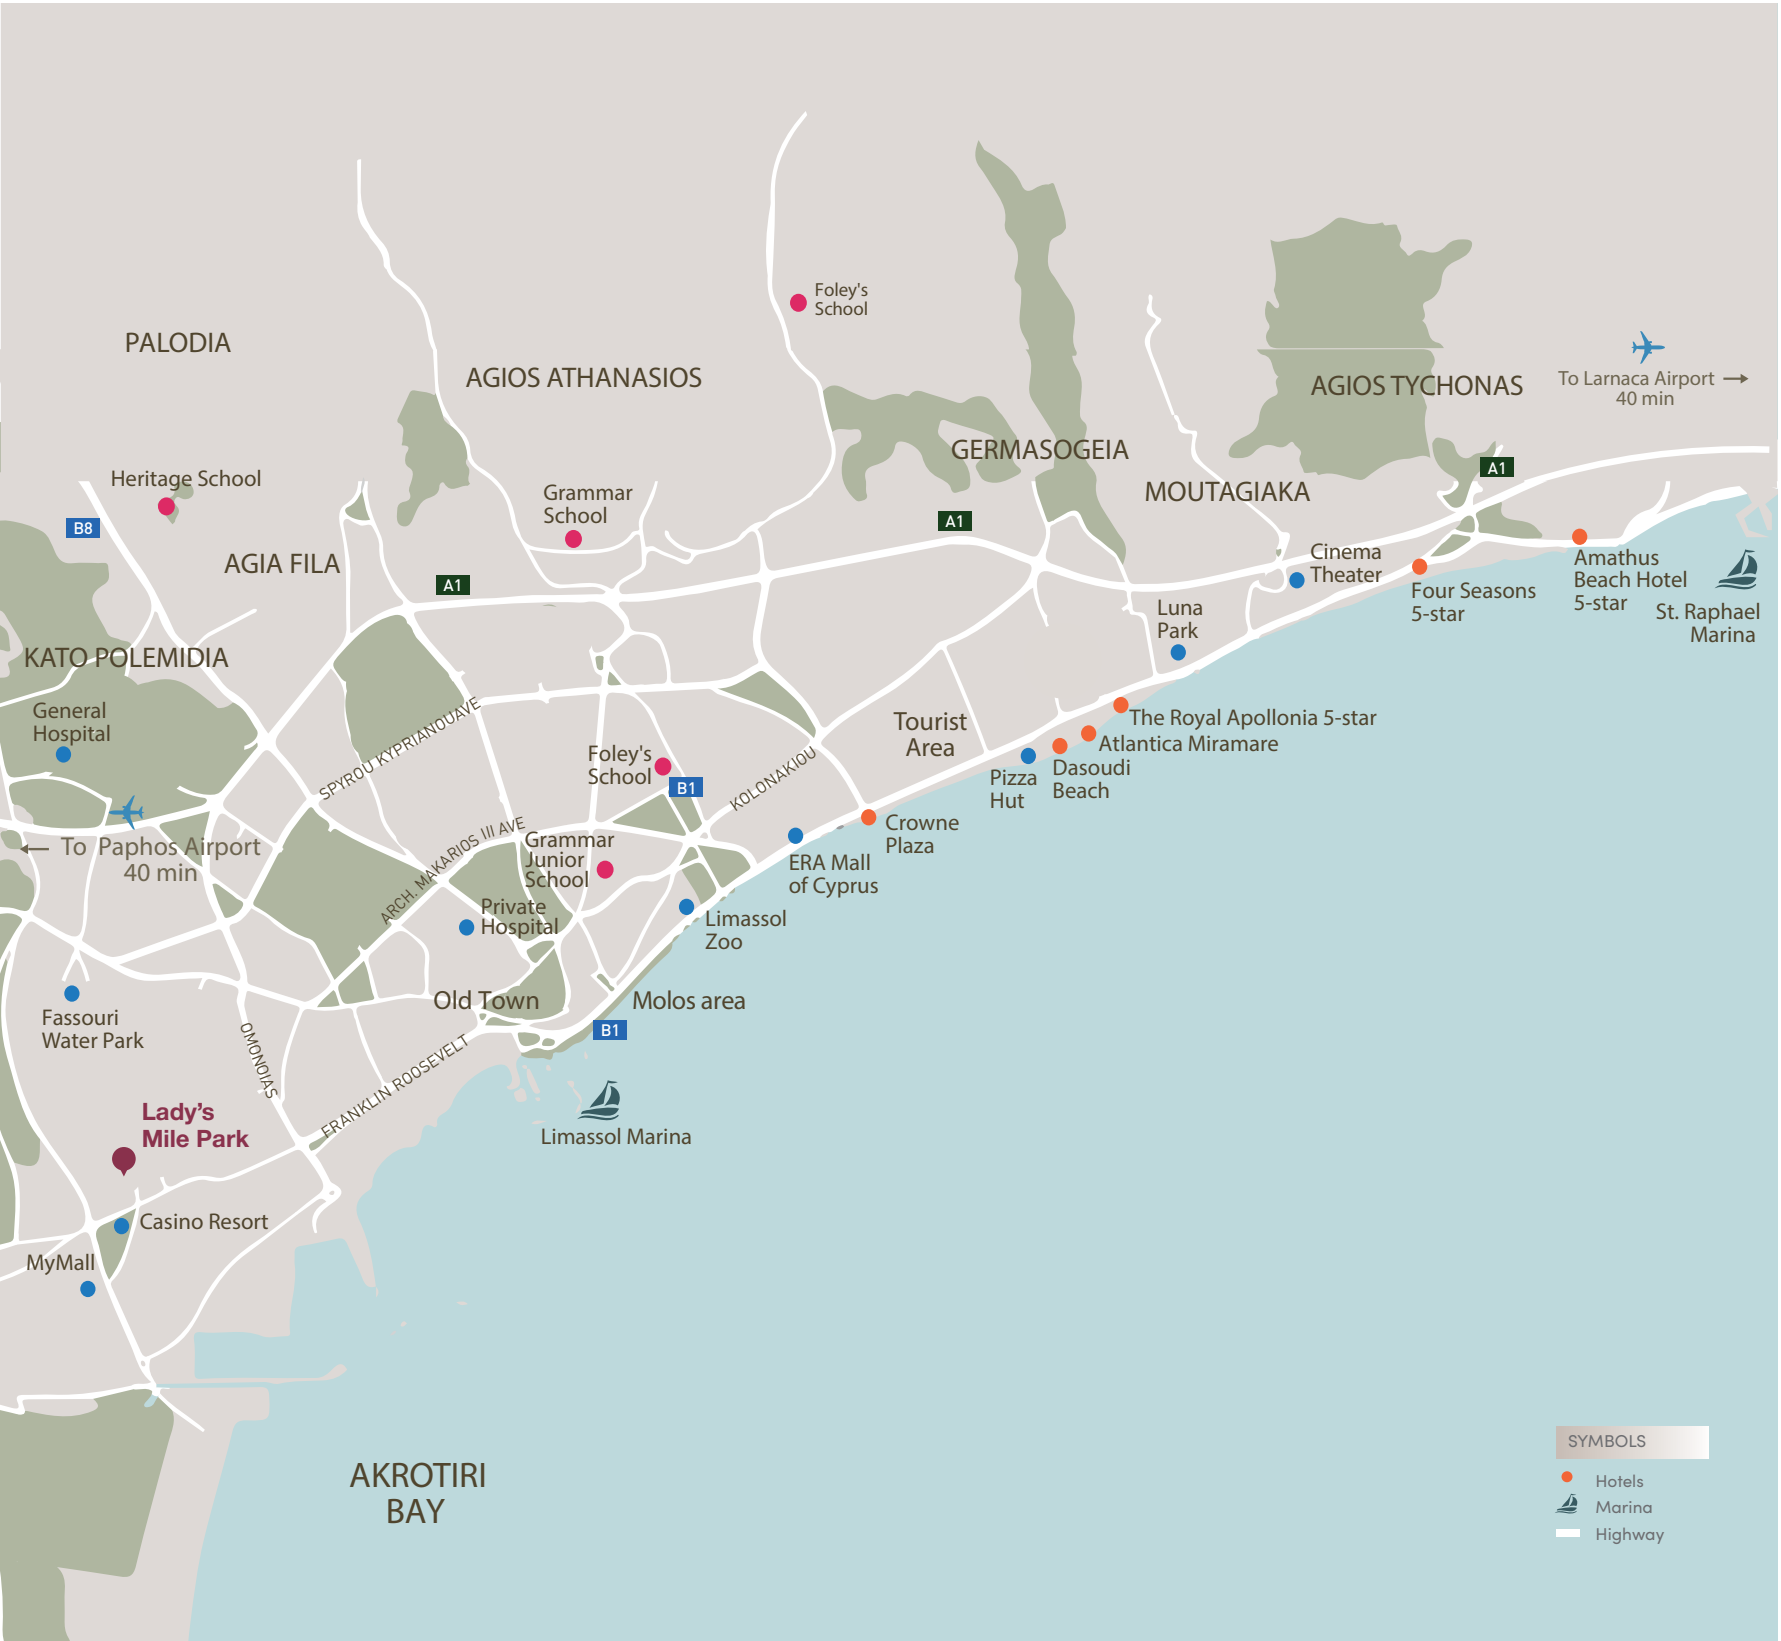 Foley's
School
PALODIA
AGIOS ATHANASIOS
AGIOS TYCHONAS
To Larnaca Airport
40 min
GERMASOGEIA
A1
MOUTAGIAKA
Heritage School
Grammar
School
B8
A1
AGIA FILA
A1
Cinema
Theater
Amathus
Beach Hotel
5-star
Four Seasons
5-star
St. Raphael
Marina
Luna
Park
KATO POLEMIDIA
General
Hospital
SPYROU KYPRIANOUAVE
Tourist
Area
The Royal Apollonia 5-star
Atlantica Miramare
Dasoudi
Beach
Pizza
Hut
Foley's
School
B1
KOLONAKIOU
Crowne
Plaza
To Paphos Airport
40 min
ARCH. MAKARIOS III AVE
Grammar
Junior
School
ERA Mall
of Cyprus
Private
Hospital
Limassol
Zoo
Old Town
Molos area
B1
Fassouri
Water Park
OMONOIAS
FRANKLIN ROOSEVELT
Lady's
Mile Park
Limassol Marina
Casino Resort
MyMall
AKROTIRI
BAY
SYMBOLS
Hotels
Marina
Highway